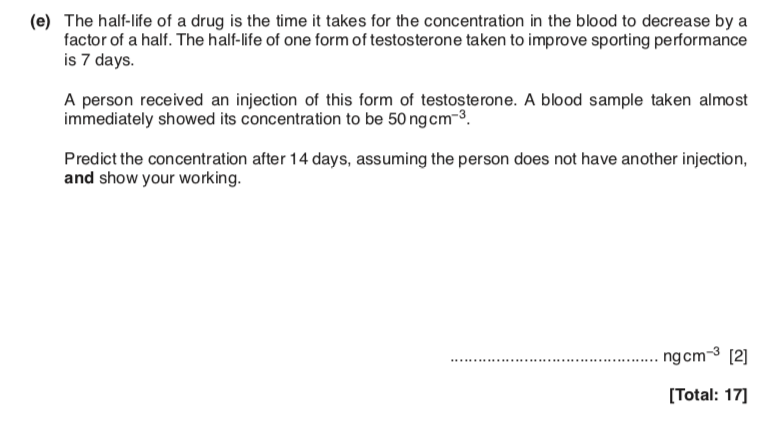 (e) The half-life of a drug is the time it takes for the concentration in the blood to decrease by a
factor of a half. The half-life of one form of testosterone taken to improve sporting performance
is 7 days.
A person received an injection of this form of testosterone. A blood sample taken almost
immediately showed its concentration to be 50 ng cm⁻³.
Predict the concentration after 14 days, assuming the person does not have another injection,
and show your working.
.............................................. ng cm⁻³ [2]
[Total: 17]